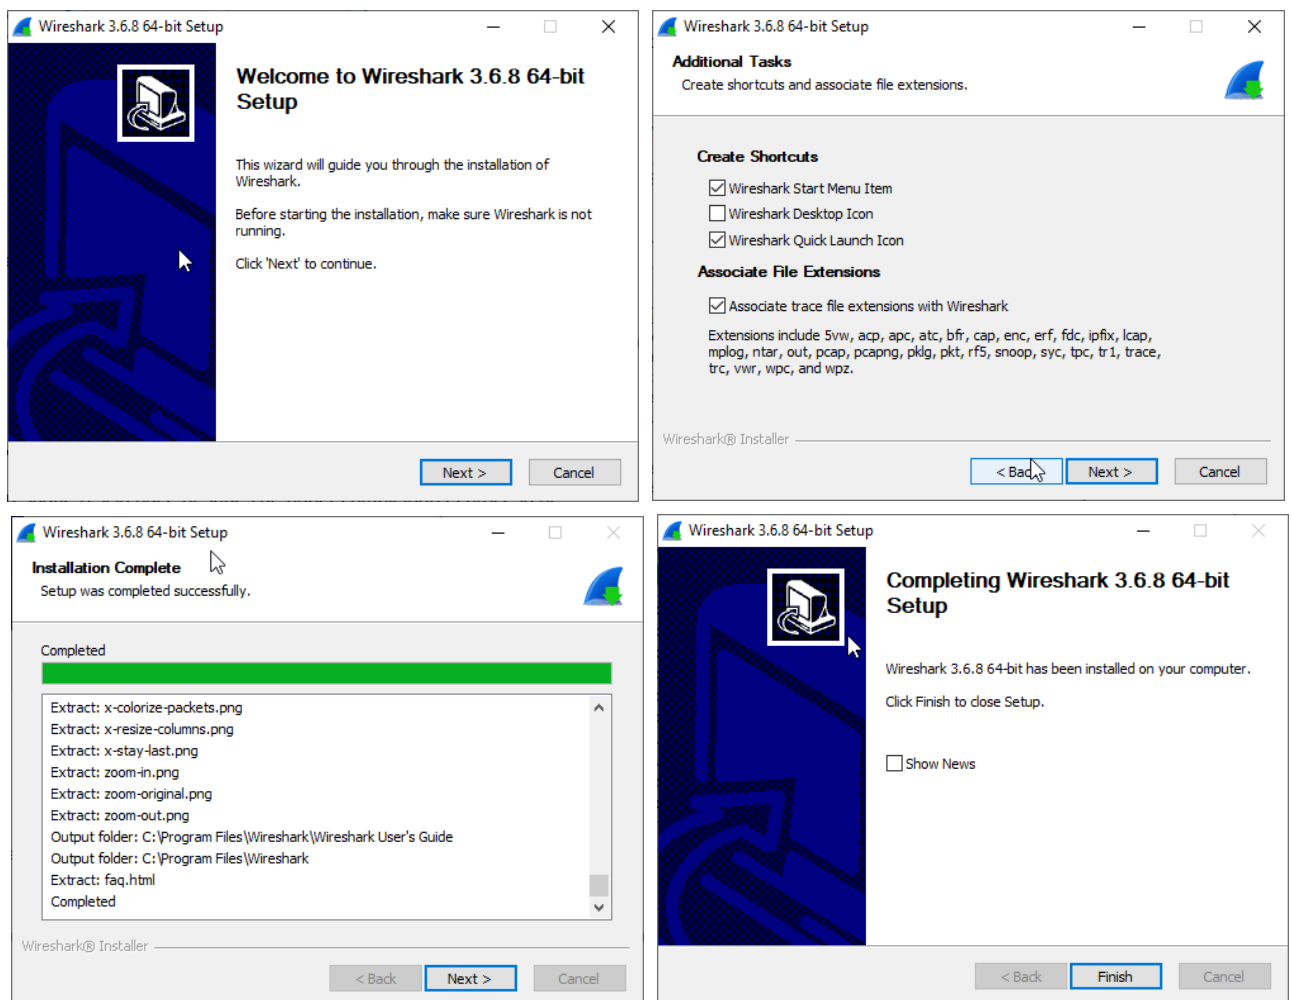 Wireshark 3.6.8 64-bit Setup
Welcome to Wireshark 3.6.8 64-bit
Setup
This wizard will guide you through the installation of
Wireshark.
Before starting the installation, make sure Wireshark is not
running.
Click 'Next' to continue.
Next >
Cancel
Wireshark 3.6.8 64-bit Setup
Additional Tasks
Create shortcuts and associate file extensions.
Create Shortcuts
Wireshark Start Menu Item
Wireshark Desktop Icon
Wireshark Quick Launch Icon
Associate File Extensions
Associate trace file extensions with Wireshark
Extensions include 5vw, acp, apc, atc, bfr, cap, enc, erf, fdc, ipfix, lcap,
mplog, ntar, out, pcap, pcapng, pklg, pkt, rf5, snoop, syc, tpc, tr1, trace,
trc, vwr, wpc, and wpz.
Wireshark® Installer
< Back
Next >
Cancel
Wireshark 3.6.8 64-bit Setup
Installation Complete
Setup was completed successfully.
Completed
Extract: x-colorize-packets.png
Extract: x-resize-columns.png
Extract: x-stay-last.png
Extract: zoom-in.png
Extract: zoom-original.png
Extract: zoom-out.png
Output folder: C:\Program Files\Wireshark\Wireshark User's Guide
Output folder: C:\Program Files\Wireshark
Extract: faq.html
Completed
Wireshark® Installer
< Back
Next >
Cancel
Wireshark 3.6.8 64-bit Setup
Completing Wireshark 3.6.8 64-bit
Setup
Wireshark 3.6.8 64-bit has been installed on your computer.
Click Finish to close Setup.
Show News
< Back
Finish
Cancel